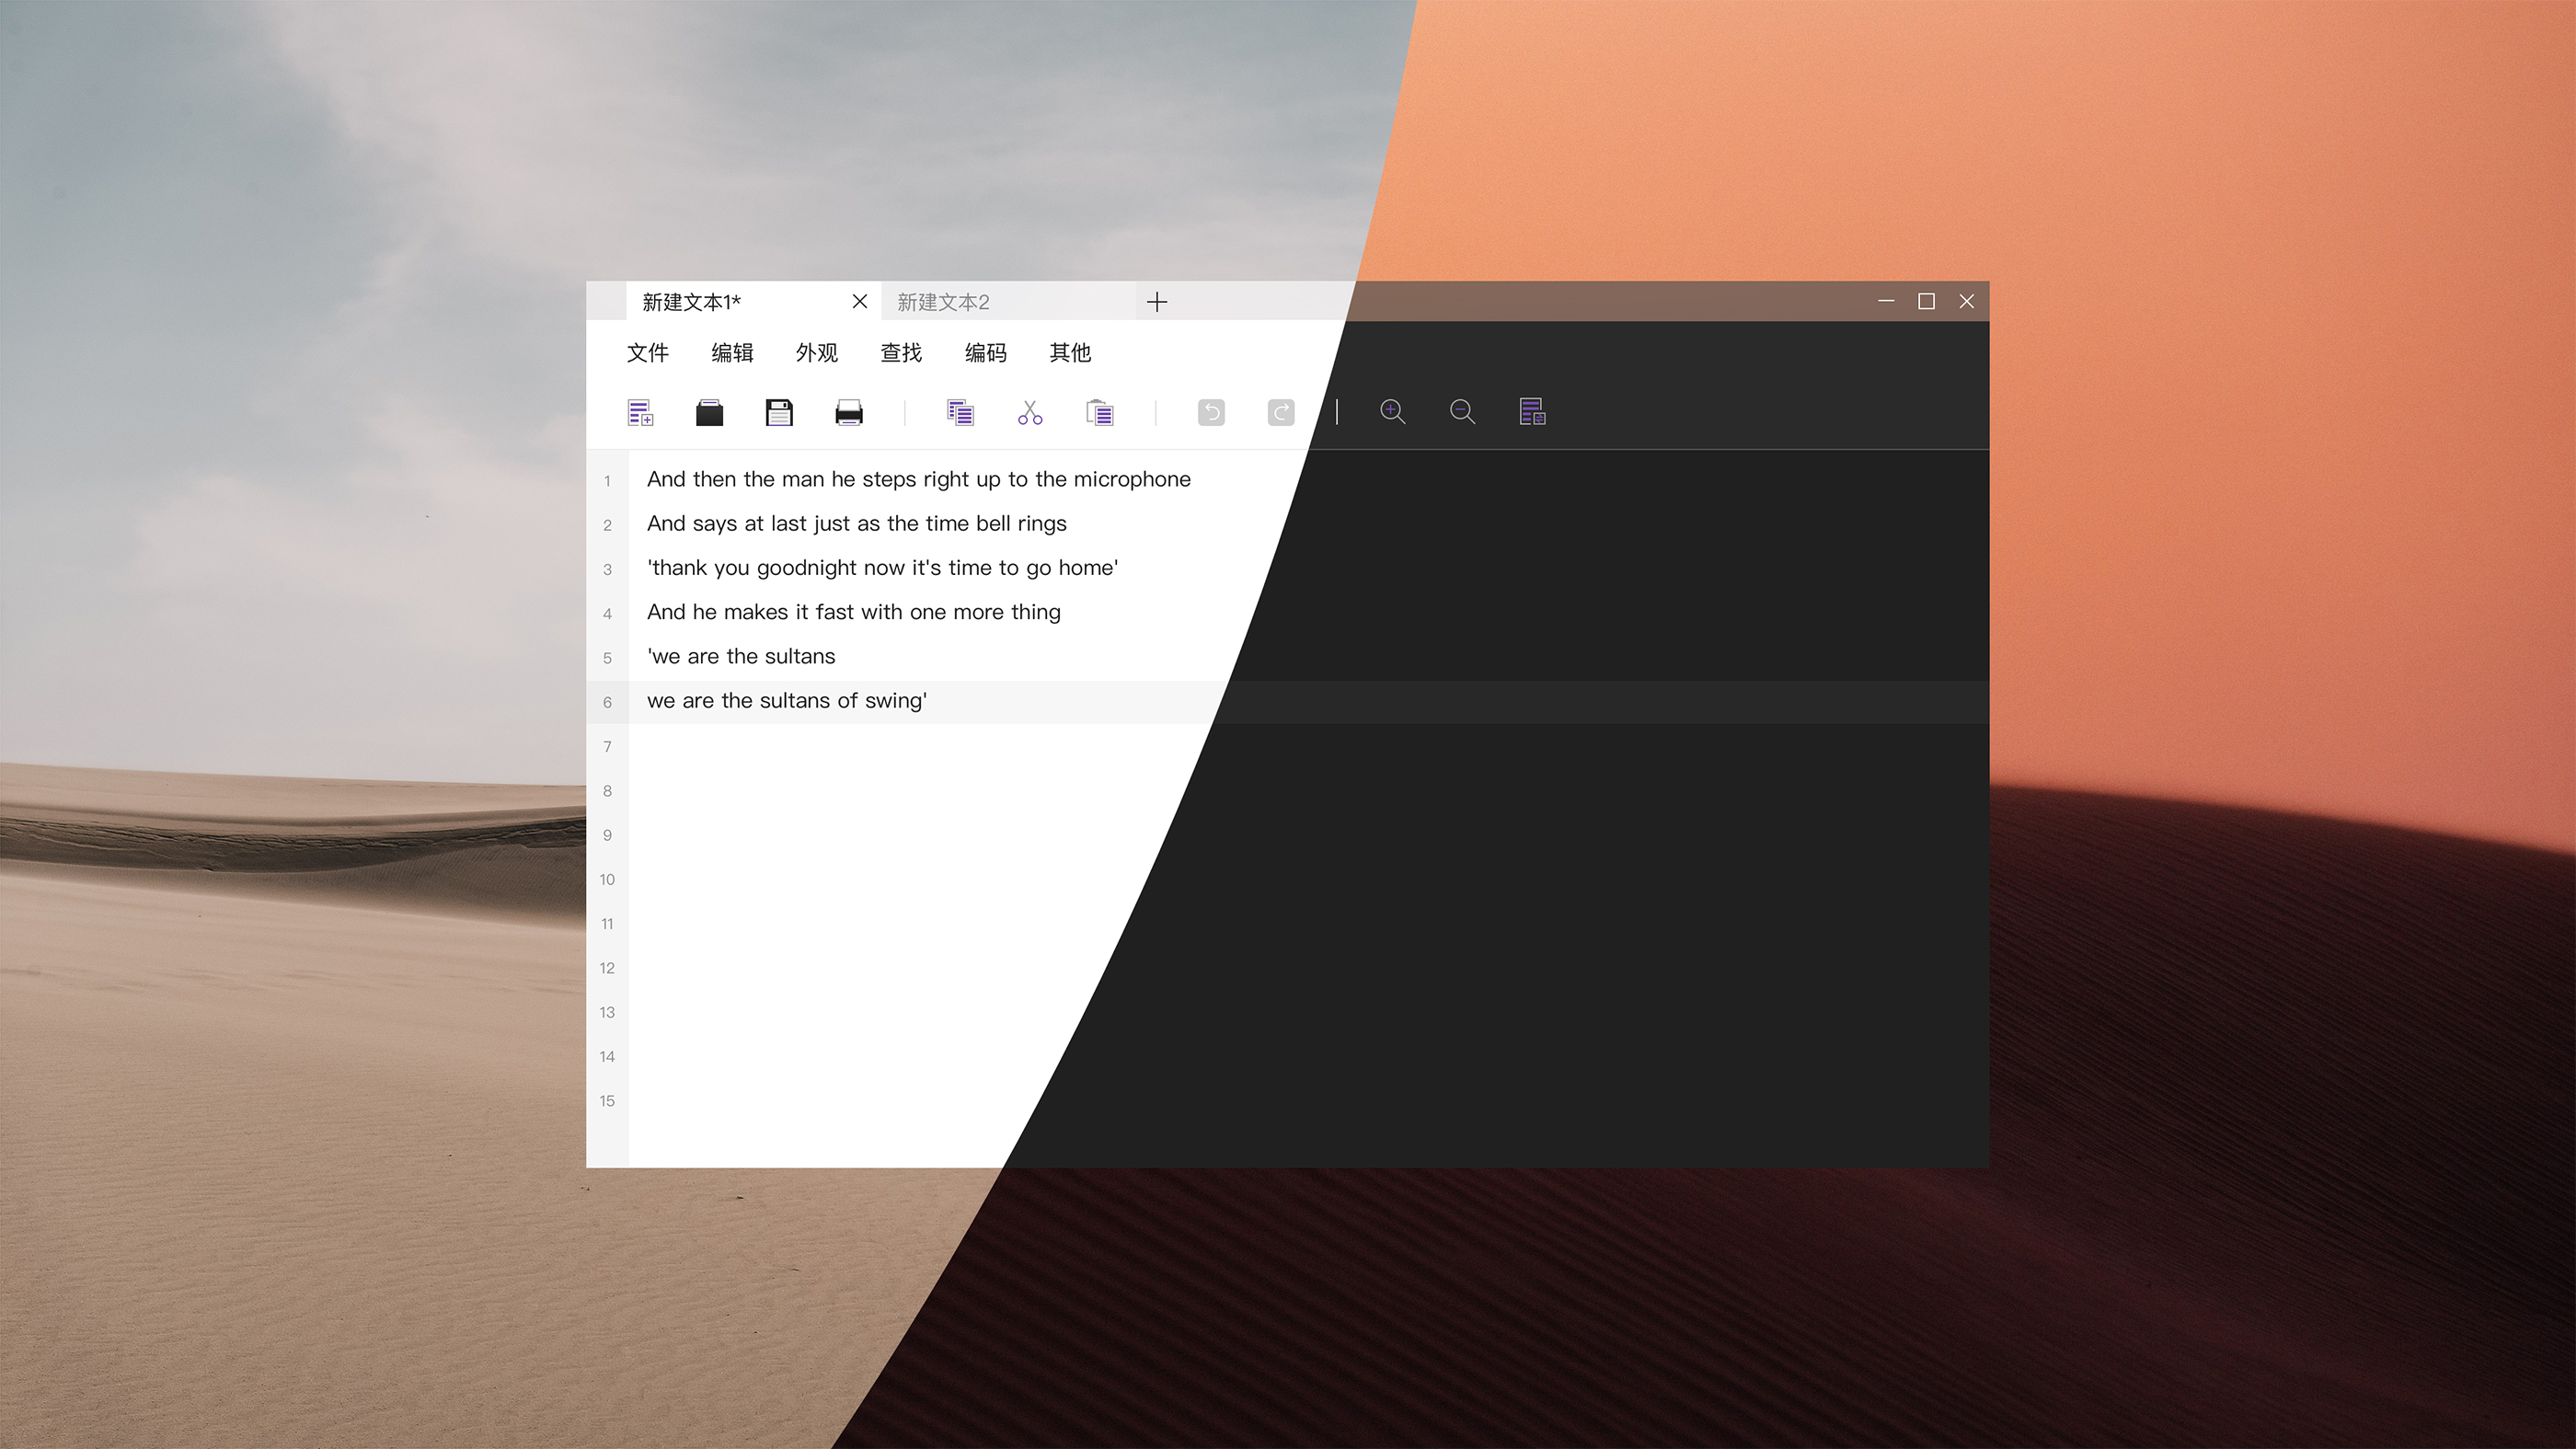 新建文本1*
新建文本2
文件 编辑 外观 查找 编码 其他
1 And then the man he steps right up to the microphone
2 And says at last just as the time bell rings
3 'thank you goodnight now it's time to go home'
4 And he makes it fast with one more thing
5 'we are the sultans
6 we are the sultans of swing'
7
8
9
10
11
12
13
14
15